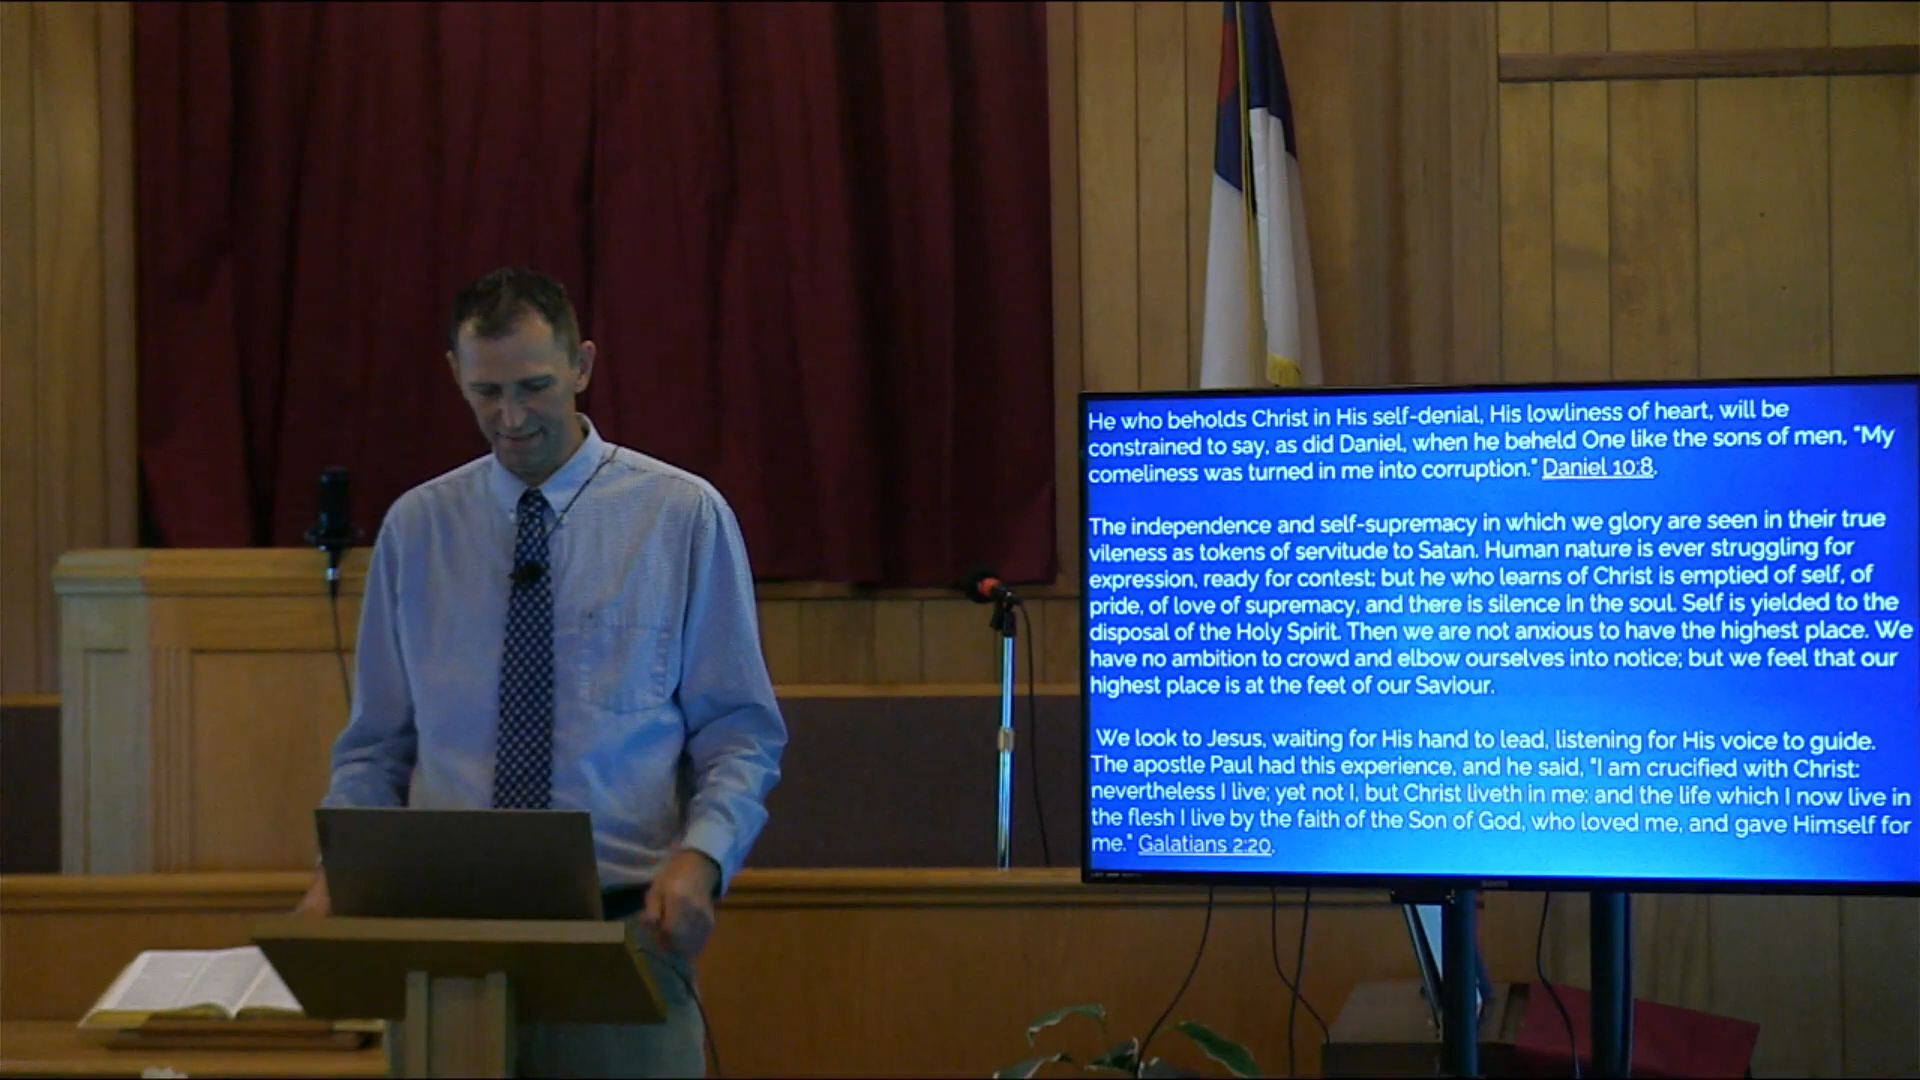 He who beholds Christ in His self-denial, His lowliness of heart, will be
constrained to say, as did Daniel, when he beheld One like the sons of men, "My
comeliness was turned in me into corruption." Daniel 10:8.
The independence and self-supremacy in which we glory are seen in their true
vileness as tokens of servitude to Satan. Human nature is ever struggling for
expression, ready for contest; but he who learns of Christ is emptied of self, of
pride, of love of supremacy, and there is silence in the soul. Self is yielded to the
disposal of the Holy Spirit. Then we are not anxious to have the highest place. We
have no ambition to crowd and elbow ourselves into notice; but we feel that our
highest place is at the feet of our Saviour.
We look to Jesus, waiting for His hand to lead, listening for His voice to guide.
The apostle Paul had this experience, and he said, "I am crucified with Christ:
nevertheless I live; yet not I, but Christ liveth in me: and the life which I now live in
the flesh I live by the faith of the Son of God, who loved me, and gave Himself for
me." Galatians 2:20.